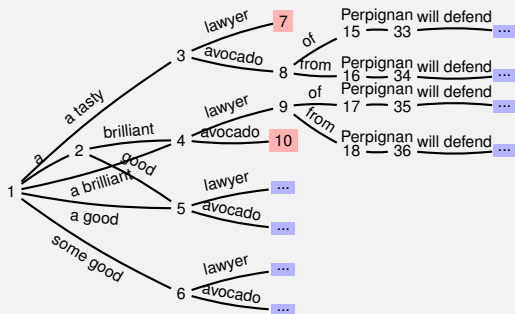 lawyer 7 of 15 Perpignan 33 will defend ...
a tasty 3 avocado 8 from 16 Perpignan 34 will defend ...
a 2 brilliant 4 lawyer 9 of 17 Perpignan 35 will defend ...
avocado 10 from 18 Perpignan 36 will defend ...
1 a brilliant good lawyer ...
a good 5 avocado ...
some good lawyer ...
6 avocado ...